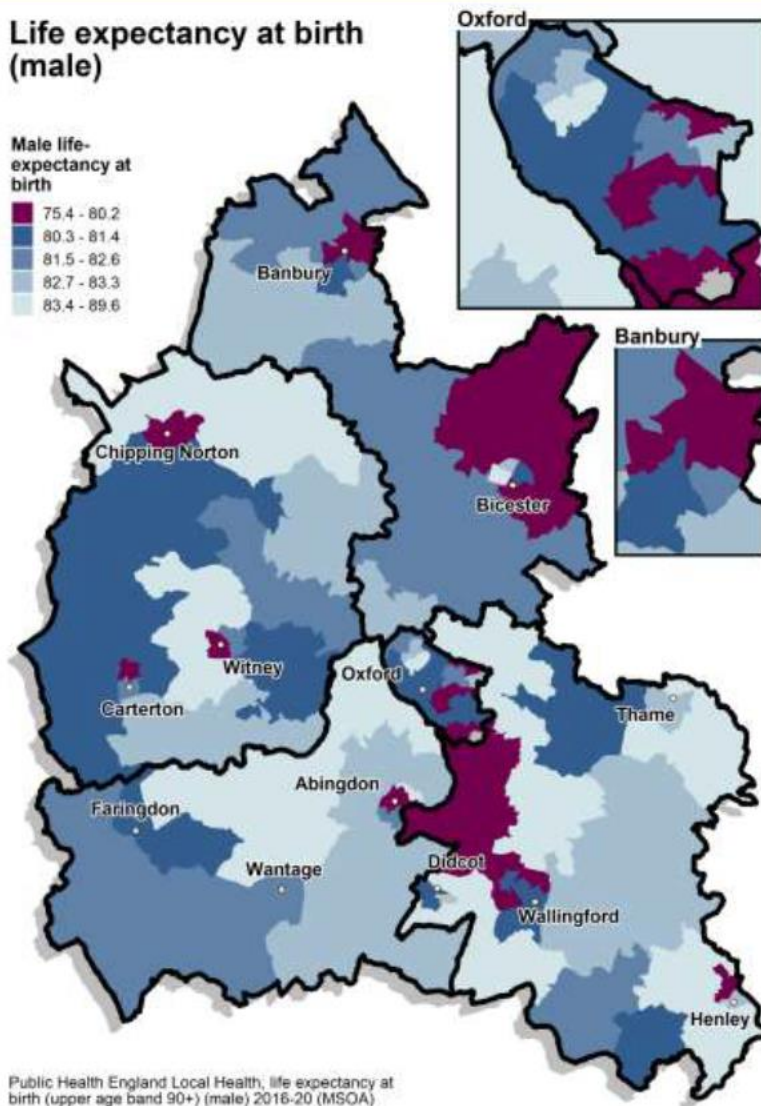 Life expectancy at birth
(male)
Oxford
Male life-
expectancy at
birth
75.4 - 80.2
80.3 - 81.4
81.5 - 82.6
82.7 - 83.3
83.4 - 89.6
Banbury
Banbury
Chipping Norton
Bicester
Witney
Oxford
Carterton
Thame
Abingdon
Faringdon
Didcot
Wantage
Wallingford
Henley
Public Health England Local Health; life expectancy at
birth (upper age band 90+) (male) 2016-20 (MSOA)